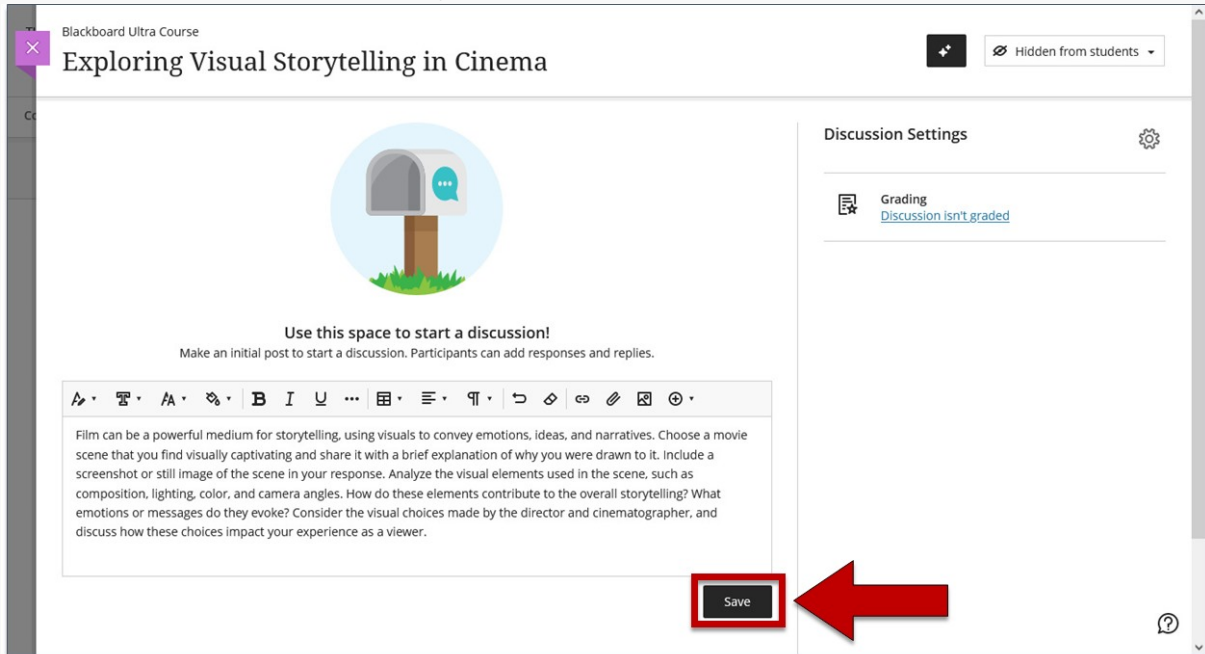 Blackboard Ultra Course
Exploring Visual Storytelling in Cinema
Hidden from students
Use this space to start a discussion!
Make an initial post to start a discussion. Participants can add responses and replies.
Film can be a powerful medium for storytelling, using visuals to convey emotions, ideas, and narratives. Choose a movie
scene that you find visually captivating and share it with a brief explanation of why you were drawn to it. Include a
screenshot or still image of the scene in your response. Analyze the visual elements used in the scene, such as
composition, lighting, color, and camera angles. How do these elements contribute to the overall storytelling? What
emotions or messages do they evoke? Consider the visual choices made by the director and cinematographer, and
discuss how these choices impact your experience as a viewer.
Save
Discussion Settings
Grading
Discussion isn't graded